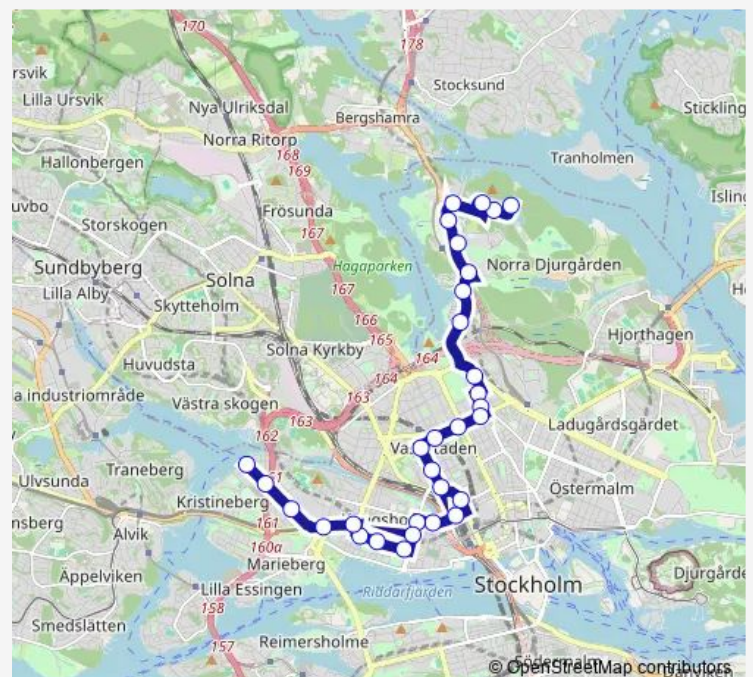 170
178
rsvik
Lilla Ursvik
Nya Ulriksdal
Stocksund
Stickling
Bergshamra
Norra Ritorp
168
169
Hallonbergen
Tranholmen
uvbo
Storskogen
Frösunda
Isling
167
Sundbyberg
Hagaparken
Norra Djurgården
Solna
Lilla Alby
167
Skytteholm
166
165
Hjorthagen
Solna Kyrkby
164
Huvudsta
164
a industriområde
Västra skogen
163
163
162
Ladugårdsgärdet
Traneberg
Ulvsunda
Kristineberg
Östermalm
nsberg
161
Alvik
160a
Marieberg
Äppelviken
Djurgårde
Lilla Essingen
Riddarfjärden
Stockholm
158
Smedslätten
157
Reimersholme
© OpenStreetMap contributors